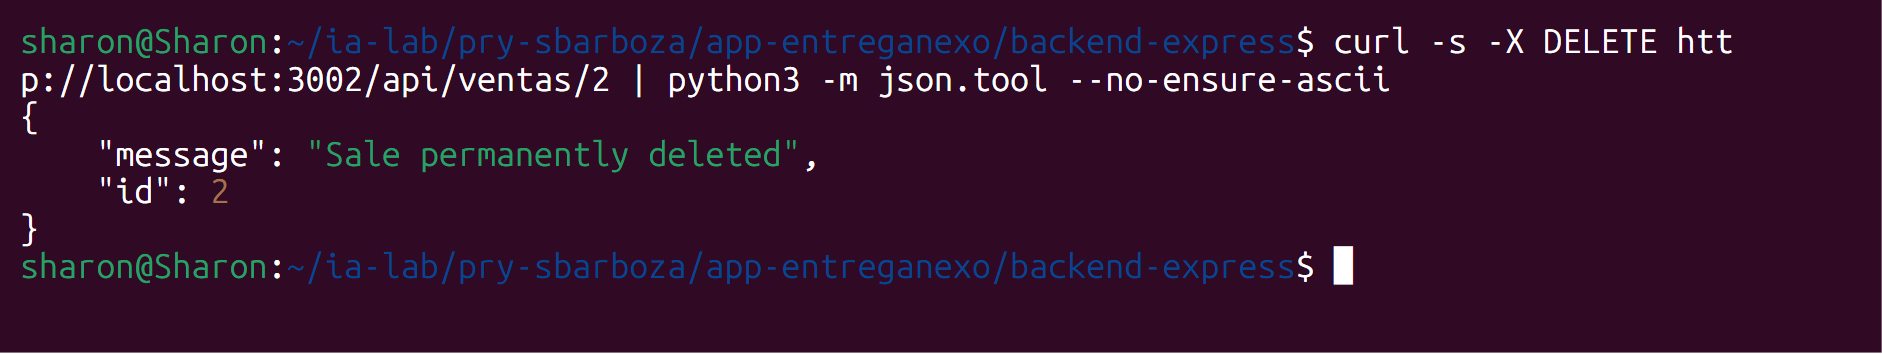 sharon@Sharon:~/ia-lab/pry-sbarboza/app-entreganexo/backend-express$ curl -s -X DELETE htt
p://localhost:3002/api/ventas/2 | python3 -m json.tool --no-ensure-ascii
{
    "message": "Sale permanently deleted",
    "id": 2
}
sharon@Sharon:~/ia-lab/pry-sbarboza/app-entreganexo/backend-express$